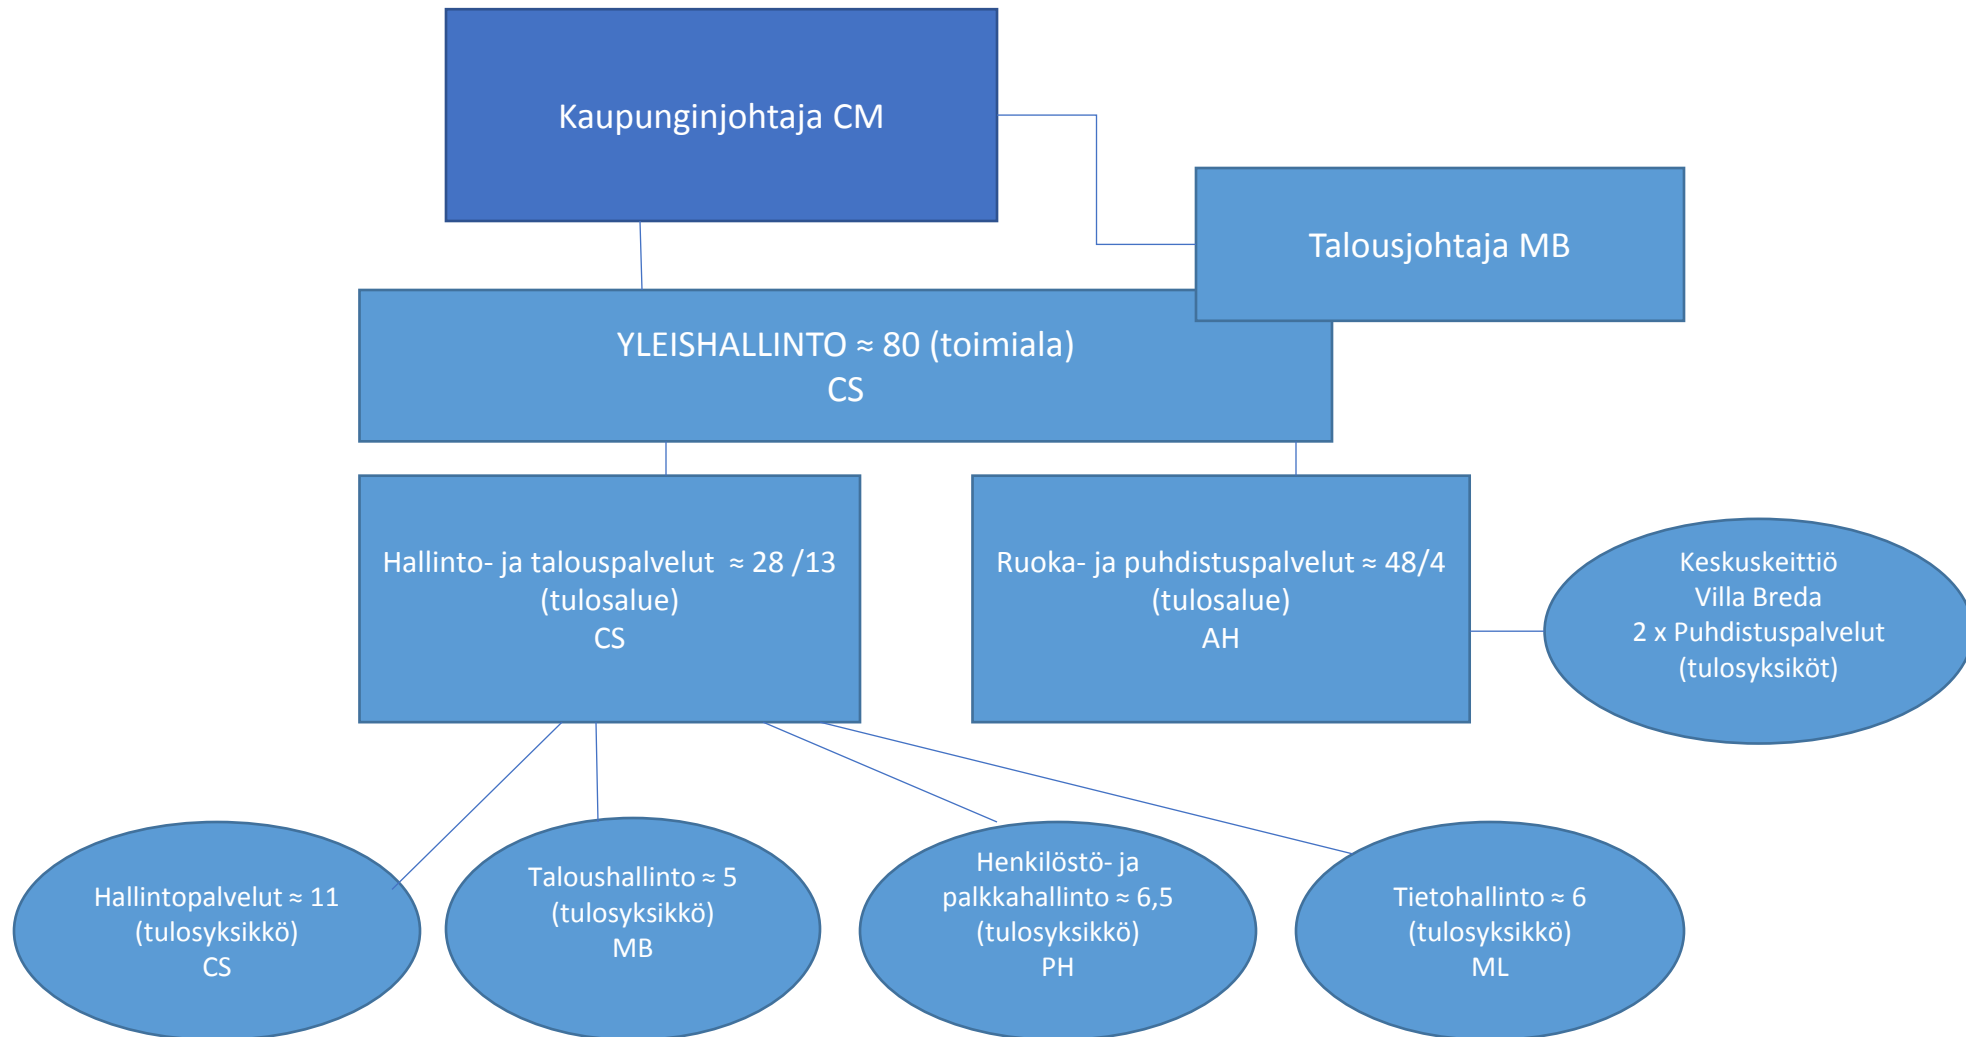 Kaupunginjohtaja CM
Talousjohtaja MB
YLEISHALLINTO ≈ 80 (toimiala)
CS
Hallinto- ja talouspalvelut ≈ 28 /13
(tulosalue)
CS
Ruoka- ja puhdistuspalvelut ≈ 48/4
(tulosalue)
AH
Keskuskeittiö
Villa Breda
2 x Puhdistuspalvelut
(tulosyksiköt)
Hallintopalvelut ≈ 11
(tulosyksikkö)
CS
Taloushallinto ≈ 5
(tulosyksikkö)
MB
Henkilöstö- ja
palkkahallinto ≈ 6,5
(tulosyksikkö)
PH
Tietohallinto ≈ 6
(tulosyksikkö)
ML